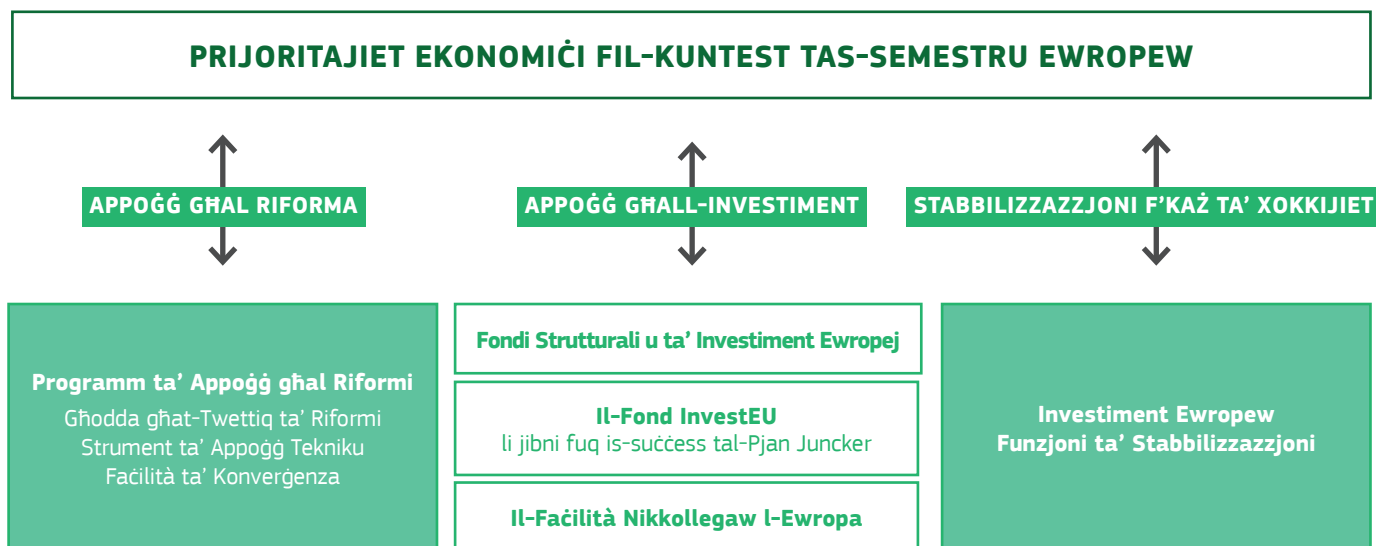 PRIJORITAJIET EKONOMIĊI FIL-KUNTEST TAS-SEMESTRU EWROPEW
APPOĠĠ GĦAL RIFORMA
APPOĠĠ GĦALL-INVESTIMENT
STABBILIZZAZZJONI F'KAŻ TA' XOKKIJIET
Programm ta' Appoġġ għal Riformi
Għodda għat-Twettiq ta' Riformi
Strument ta' Appoġġ Tekniku
Faċilità ta' Konverġenza
Fondi Strutturali u ta' Investiment Ewropej
Il-Fond InvestEU
li jibni fuq is-suċċess tal-Pjan Juncker
Il-Faċilità Nikkollegaw l-Ewropa
Investiment Ewropew
Funzjoni ta' Stabbilizzazzjoni